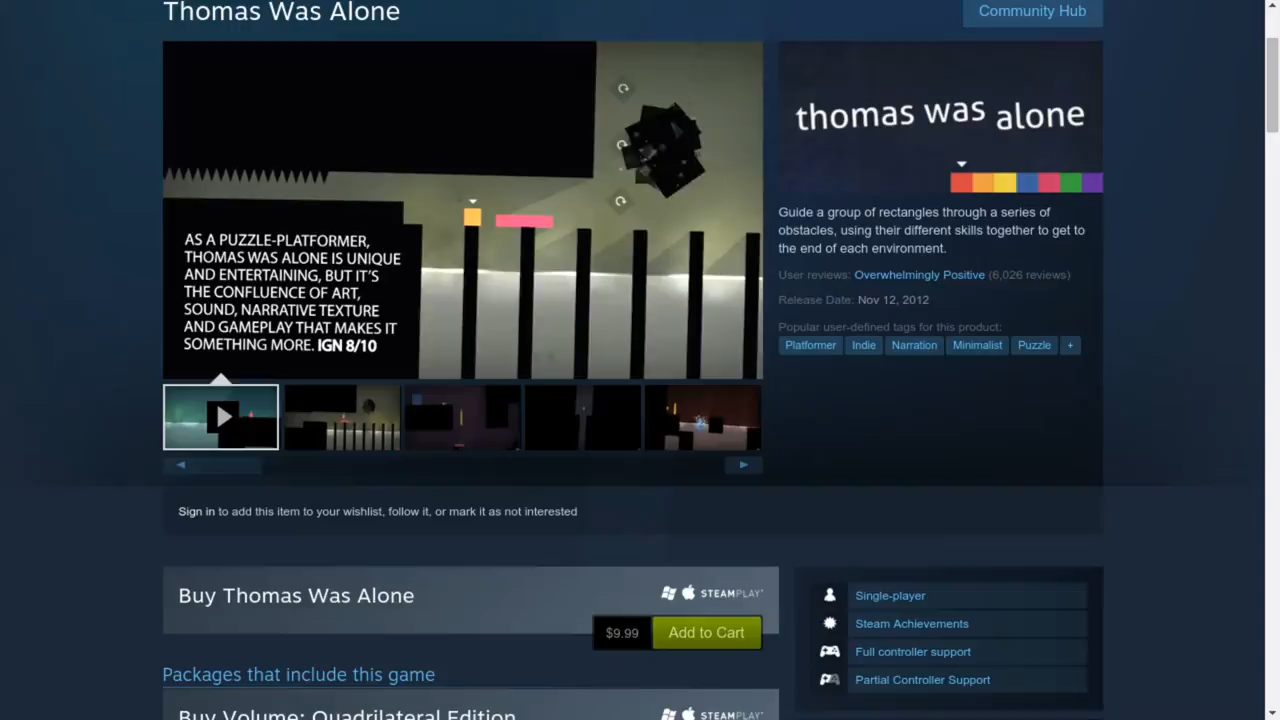 Thomas Was Alone
Community Hub
AS A PUZZLE-PLATFORMER,
THOMAS WAS ALONE IS UNIQUE
AND ENTERTAINING, BUT IT'S
THE CONFLUENCE OF ART,
SOUND, NARRATIVE TEXTURE
AND GAMEPLAY THAT MAKES IT
SOMETHING MORE. IGN 8/10
thomas was alone
Guide a group of rectangles through a series of
obstacles, using their different skills together to get to
the end of each environment.
User reviews: Overwhelmingly Positive (6,026 reviews)
Release Date: Nov 12, 2012
Popular user-defined tags for this product:
Platformer Indie Narration Minimalist Puzzle +
Sign in to add this item to your wishlist, follow it, or mark it as not interested
Buy Thomas Was Alone
STEAMPLAY
$9.99 Add to Cart
Packages that include this game
Buy Volume: Quadrilateral Edition
STEAMPLAY
Single-player
Steam Achievements
Full controller support
Partial Controller Support